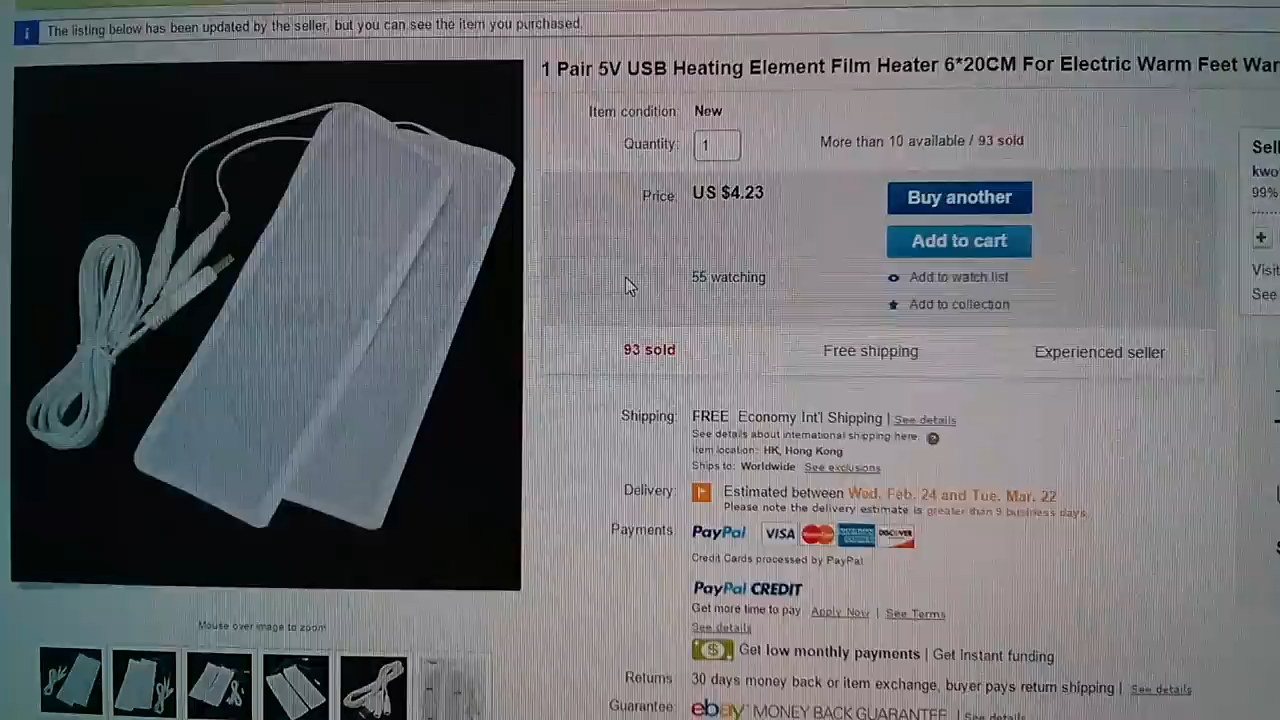 The listing below has been updated by the seller, but you can see the item you purchased.
1 Pair 5V USB Heating Element Film Heater 6*20CM For Electric Warm Feet War
Item condition: New
Quantity: 1 More than 10 available / 93 sold
Price: US $4.23 Buy another
Add to cart
55 watching Add to watch list
Add to collection
93 sold Free shipping Experienced seller
Shipping: FREE Economy Int'l Shipping | See details
See details about international shipping here.
Item location: HK, Hong Kong
Ships to: Worldwide See exclusions
Delivery: Estimated between Wed. Feb. 24 and Tue. Mar. 22
Please note the delivery estimate is greater than 9 business days.
Payments: PayPal VISA MasterCard AMERICAN EXPRESS DISCOVER
Credit Cards processed by PayPal
PayPal CREDIT
Get more time to pay. Apply Now | See Terms
See details
$ Get low monthly payments | Get instant funding
Returns: 30 days money back or item exchange, buyer pays return shipping | See details
Guarantee: ebay MONEY BACK GUARANTEE | See details
Mouse over image to zoom
Sell
kwo
99%
+
Visit
See